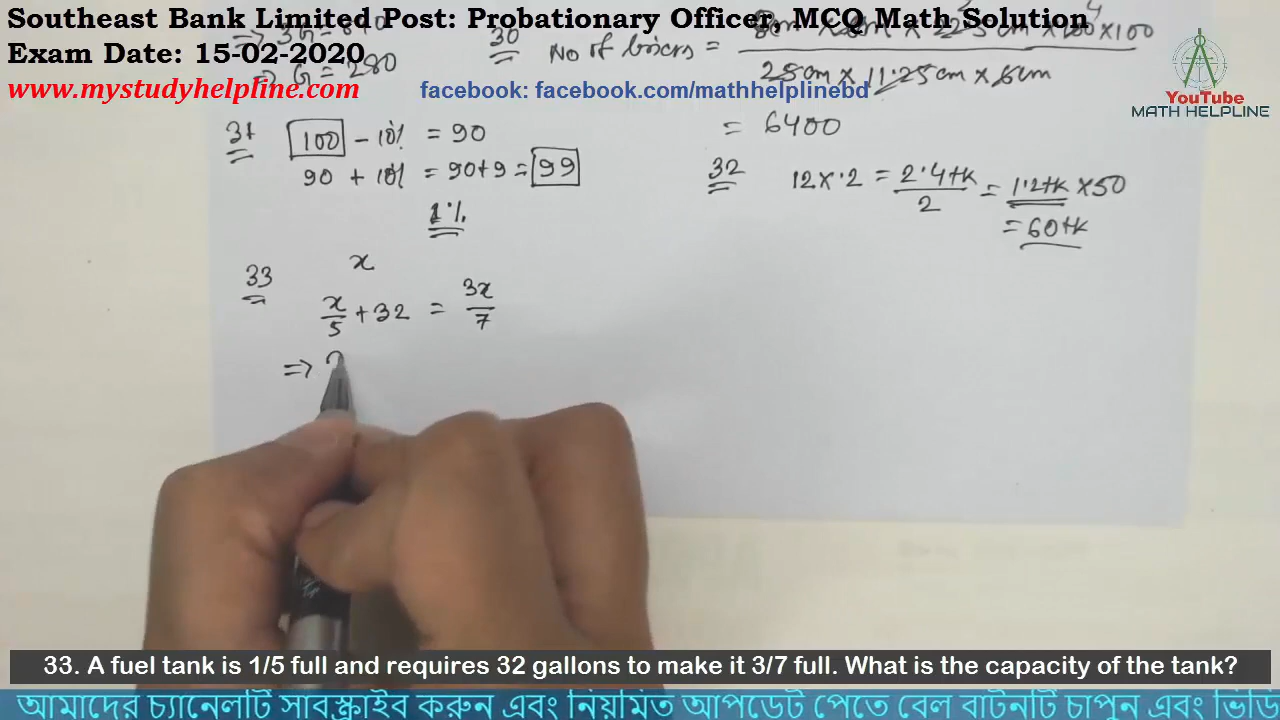 Southeast Bank Limited Post: Probationary Officer, MCQ Math Solution
Exam Date: 15-02-2020
www.mystudyhelpline.com
facebook: facebook.com/mathhelplinebd
YouTube
MATH HELPLINE
=> G = 280
30 No of bricks =
25cm × 11.25cm × 6cm
= 6400
31 100 - 10% = 90
90 + 10% = 90+9 = 99
1%
32 12×.2 = 2.4tk/2 = 1.2tk ×50
= 60tk
33 x
x/5 + 32 = 3x/7
=>
33. A fuel tank is 1/5 full and requires 32 gallons to make it 3/7 full. What is the capacity of the tank?
আমাদের চ্যানেলটি সাবস্ক্রাইব করুন এবং নিয়মিত আপডেট পেতে বেল বাটনটি চাপুন এবং ভিডি